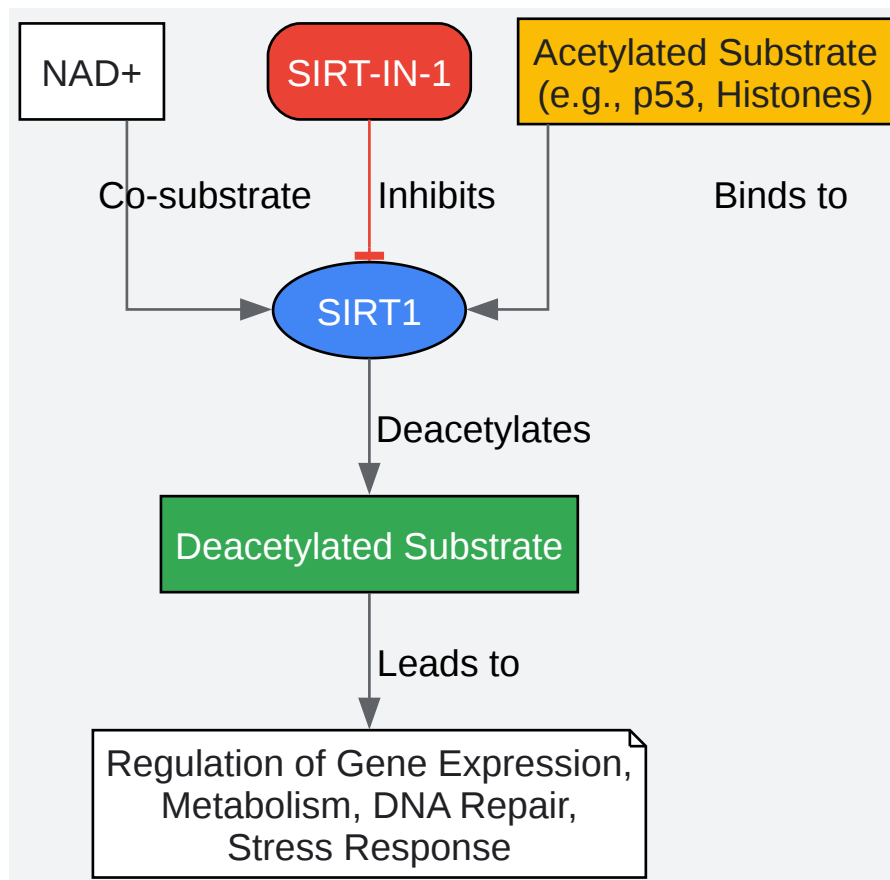 NAD+
SIRT-IN-1
Acetylated Substrate
(e.g., p53, Histones)
Co-substrate
Inhibits
Binds to
SIRT1
Deacetylates
Deacetylated Substrate
Leads to
Regulation of Gene Expression,
Metabolism, DNA Repair,
Stress Response